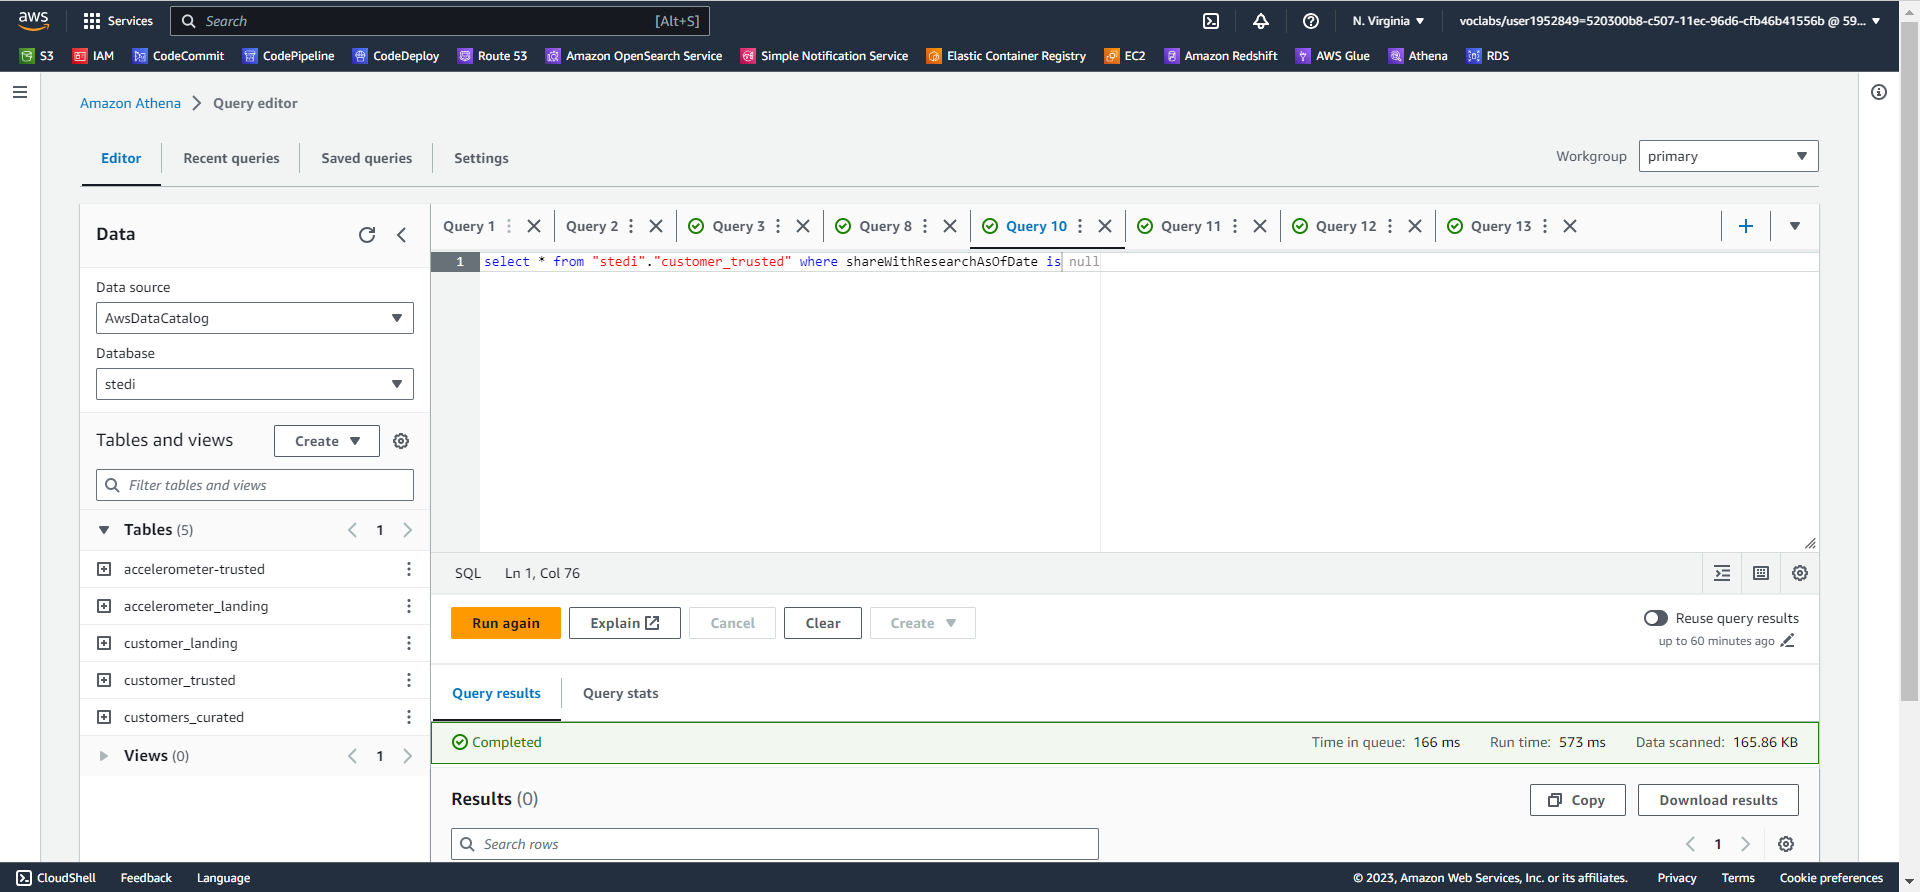 aws Services Search [Alt+S] N. Virginia voclabs/user1952849=520300b8-c507-11ec-96d6-cfb46b41556b @ 59...
S3 IAM CodeCommit CodePipeline CodeDeploy Route 53 Amazon OpenSearch Service Simple Notification Service Elastic Container Registry EC2 Amazon Redshift AWS Glue Athena RDS
Amazon Athena Query editor
Editor Recent queries Saved queries Settings
Workgroup primary
Data
Data source
AwsDataCatalog
Database
stedi
Tables and views Create
Filter tables and views
Tables (5) 1
accelerometer-trusted
accelerometer_landing
customer_landing
customer_trusted
customers_curated
Views (0) 1
Query 1 Query 2 Query 3 Query 8 Query 10 Query 11 Query 12 Query 13
1 select * from "stedi"."customer_trusted" where shareWithResearchAsOfDate is null
SQL Ln 1, Col 76
Run again Explain Cancel Clear Create
Reuse query results
up to 60 minutes ago
Query results Query stats
Completed Time in queue: 166 ms Run time: 573 ms Data scanned: 165.86 KB
Results (0) Copy Download results
Search rows 1
CloudShell Feedback Language © 2023, Amazon Web Services, Inc. or its affiliates. Privacy Terms Cookie preferences